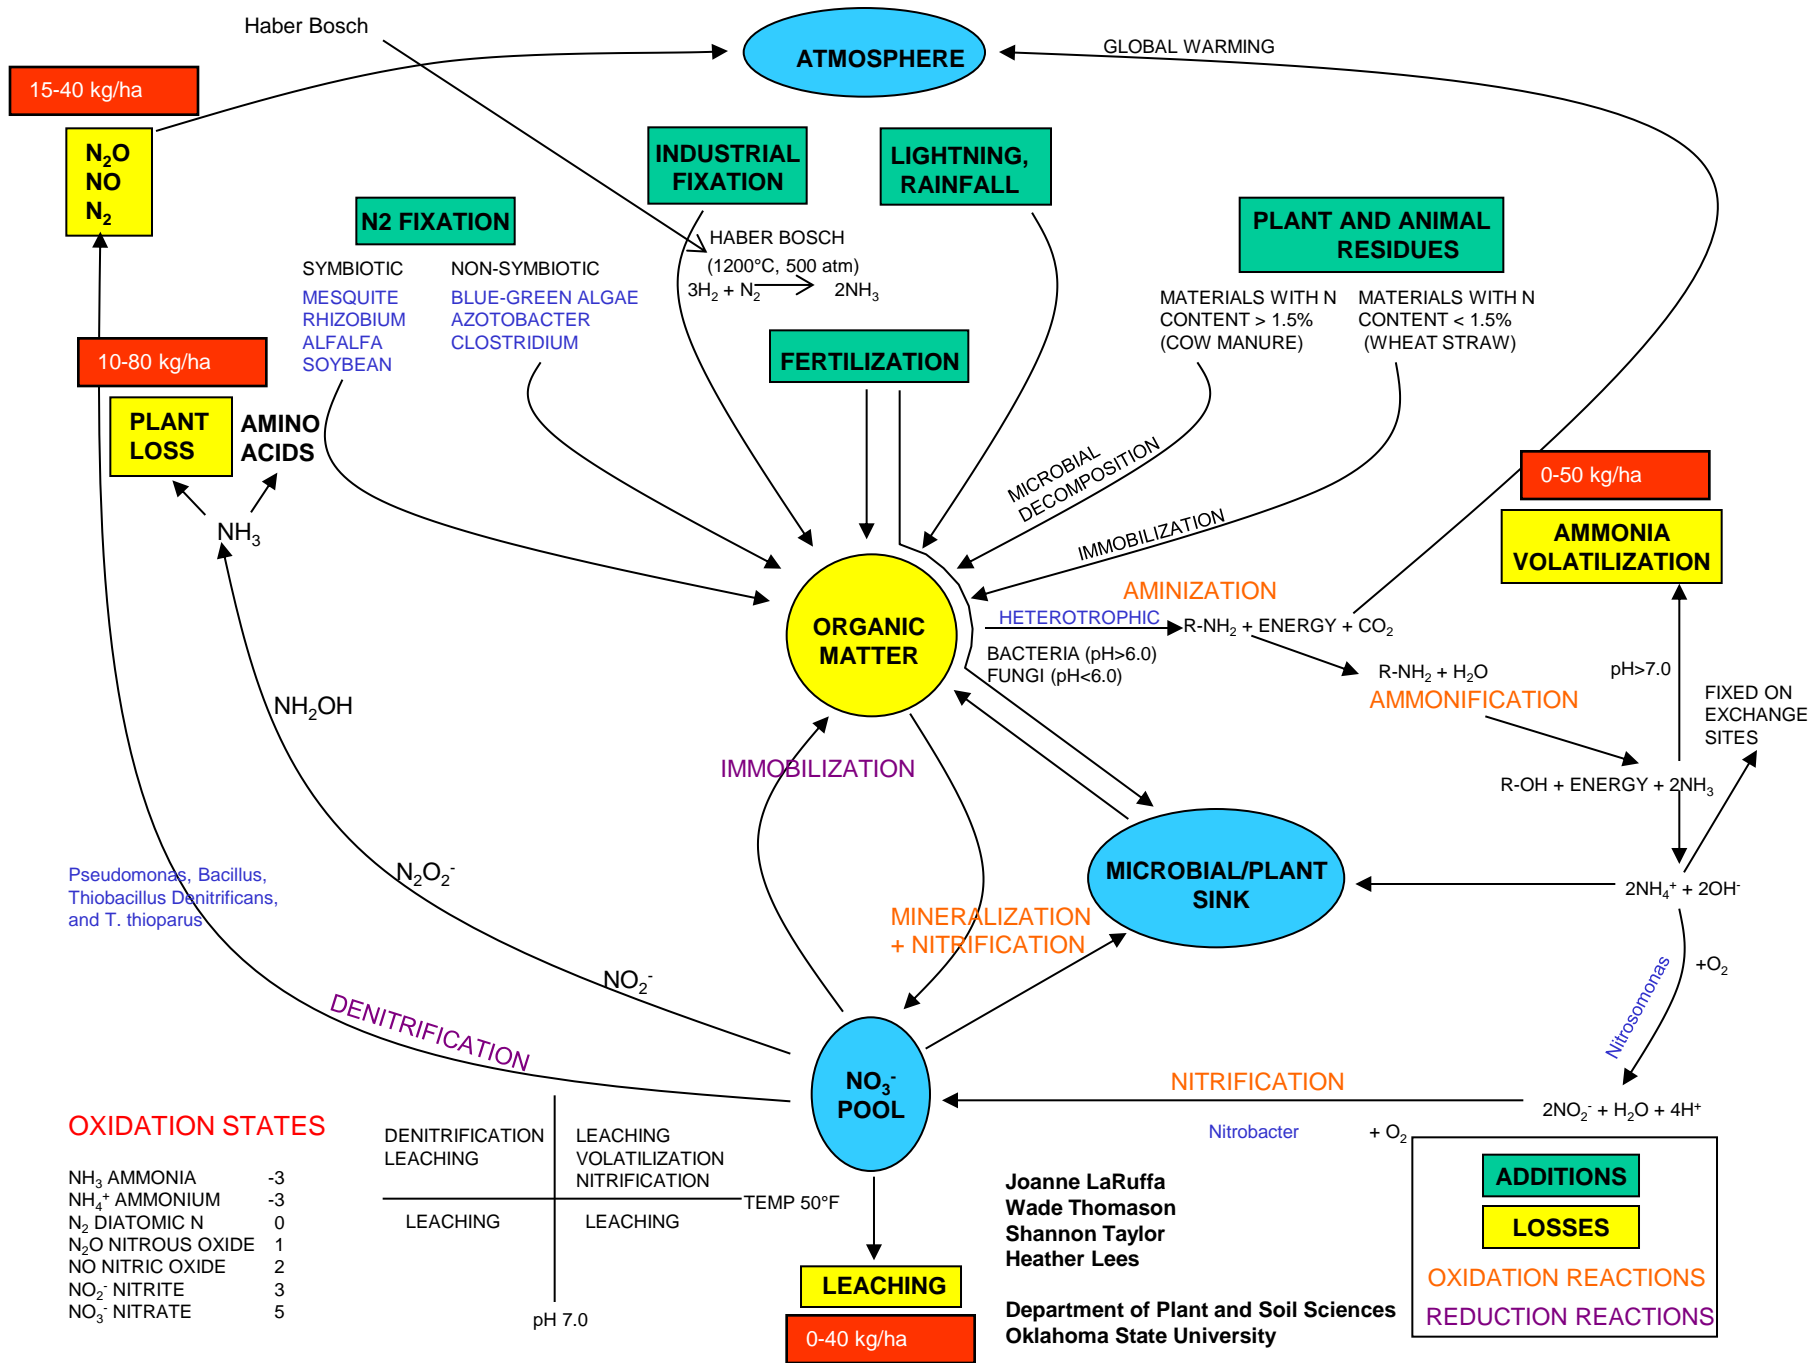 Haber Bosch
ATMOSPHERE
GLOBAL WARMING
15-40 kg/ha
N₂O
NO
N₂
INDUSTRIAL
FIXATION
LIGHTNING,
RAINFALL
N2 FIXATION
PLANT AND ANIMAL
RESIDUES
SYMBIOTIC
MESQUITE
RHIZOBIUM
ALFALFA
SOYBEAN
NON-SYMBIOTIC
BLUE-GREEN ALGAE
AZOTOBACTER
CLOSTRIDIUM
HABER BOSCH
(1200°C, 500 atm)
3H₂ + N₂ 2NH₃
MATERIALS WITH N
CONTENT > 1.5%
(COW MANURE)
MATERIALS WITH N
CONTENT < 1.5%
(WHEAT STRAW)
FERTILIZATION
10-80 kg/ha
PLANT
LOSS
AMINO
ACIDS
NH₃
MICROBIAL
DECOMPOSITION
IMMOBILIZATION
0-50 kg/ha
AMMONIA
VOLATILIZATION
ORGANIC
MATTER
AMINIZATION
HETEROTROPHIC
R-NH₂ + ENERGY + CO₂
BACTERIA (pH>6.0)
FUNGI (pH<6.0)
R-NH₂ + H₂O
AMMONIFICATION
pH>7.0
FIXED ON
EXCHANGE
SITES
R-OH + ENERGY + 2NH₃
NH₂OH
IMMOBILIZATION
N₂O₂⁻
Pseudomonas, Bacillus,
Thiobacillus Denitrificans,
and T. thioparus
MICROBIAL/PLANT
SINK
2NH₄⁺ + 2OH⁻
MINERALIZATION
+ NITRIFICATION
NO₂⁻
DENITRIFICATION
+O₂
Nitrosomonas
NO₃⁻
POOL
NITRIFICATION
2NO₂⁻ + H₂O + 4H⁺
Nitrobacter + O₂
OXIDATION STATES
NH₃ AMMONIA -3
NH₄⁺ AMMONIUM -3
N₂ DIATOMIC N 0
N₂O NITROUS OXIDE 1
NO NITRIC OXIDE 2
NO₂⁻ NITRITE 3
NO₃⁻ NITRATE 5
DENITRIFICATION
LEACHING
LEACHING
VOLATILIZATION
NITRIFICATION
TEMP 50°F
LEACHING
LEACHING
pH 7.0
LEACHING
0-40 kg/ha
Joanne LaRuffa
Wade Thomason
Shannon Taylor
Heather Lees
Department of Plant and Soil Sciences
Oklahoma State University
ADDITIONS
LOSSES
OXIDATION REACTIONS
REDUCTION REACTIONS